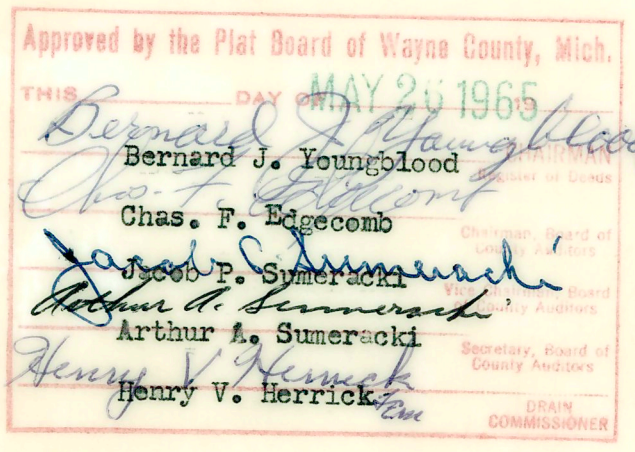 Approved by the Plat Board of Wayne County, Mich.
THIS DAY OF MAY 26 1965 19
Bernard J. Youngblood
Bernard J. Youngblood
CHAIRMAN
Register of Deeds
Chas. F. Edgecomb
Chas. F. Edgecomb
Chairman, Board of
County Auditors
Jacob P. Sumeracki
Jacob P. Sumeracki
Vice Chairman, Board
of County Auditors
Arthur A. Sumeracki
Arthur A. Sumeracki
Secretary, Board of
County Auditors
Henry V. Herrick
Henry V. Herrick
DRAIN
COMMISSIONER